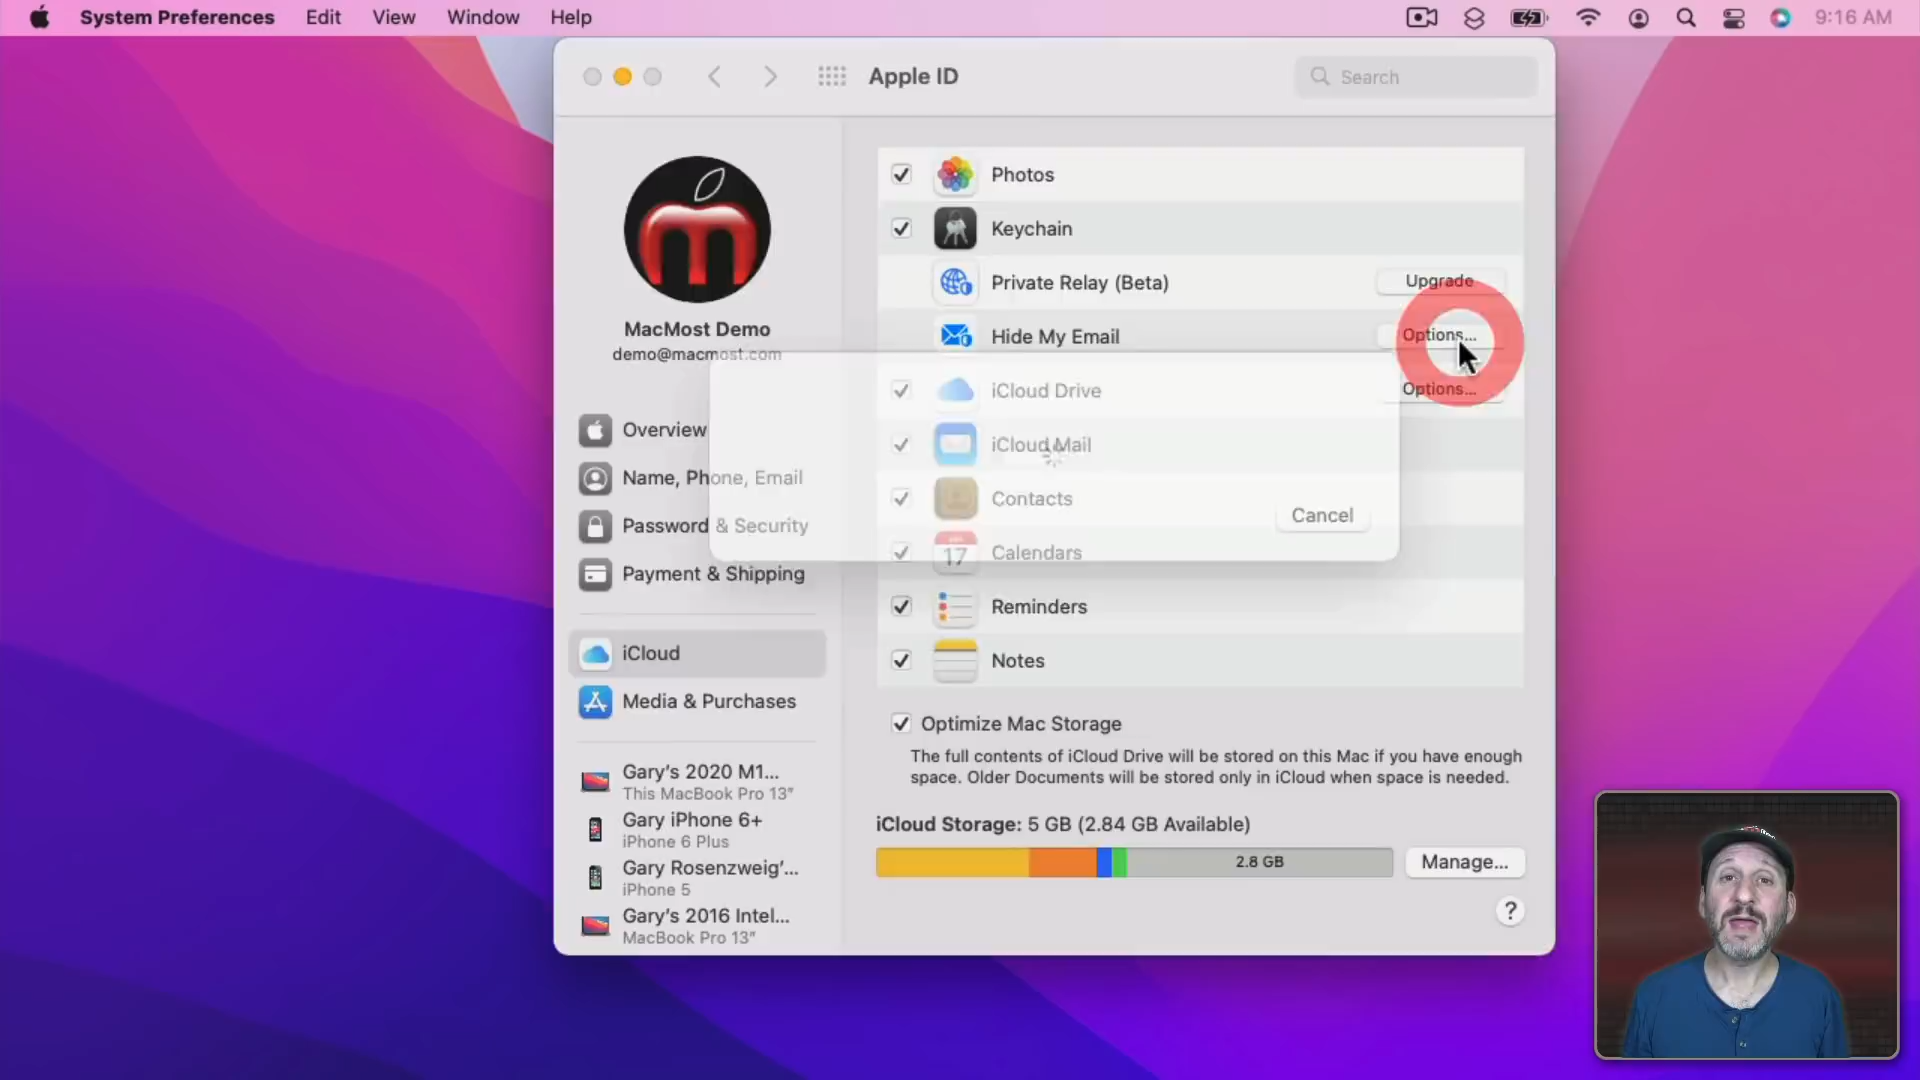 System Preferences Edit View Window Help 9:16 AM
Apple ID
Search
MacMost Demo
demo@macmost.com
Overview
Name, Phone, Email
Password & Security
Payment & Shipping
iCloud
Media & Purchases
Gary's 2020 M1...
This MacBook Pro 13"
Gary iPhone 6+
iPhone 6 Plus
Gary Rosenzweig'...
iPhone 5
Gary's 2016 Intel...
MacBook Pro 13"
Photos
Keychain
Private Relay (Beta) Upgrade
Hide My Email Options...
iCloud Drive Options...
iCloud Mail
Contacts
Cancel
17 Calendars
Reminders
Notes
Optimize Mac Storage
The full contents of iCloud Drive will be stored on this Mac if you have enough
space. Older Documents will be stored only in iCloud when space is needed.
iCloud Storage: 5 GB (2.84 GB Available)
2.8 GB Manage...
?